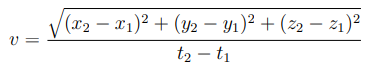 v = \frac{\sqrt{(x_2 - x_1)^2 + (y_2 - y_1)^2 + (z_2 - z_1)^2}}{t_2 - t_1}